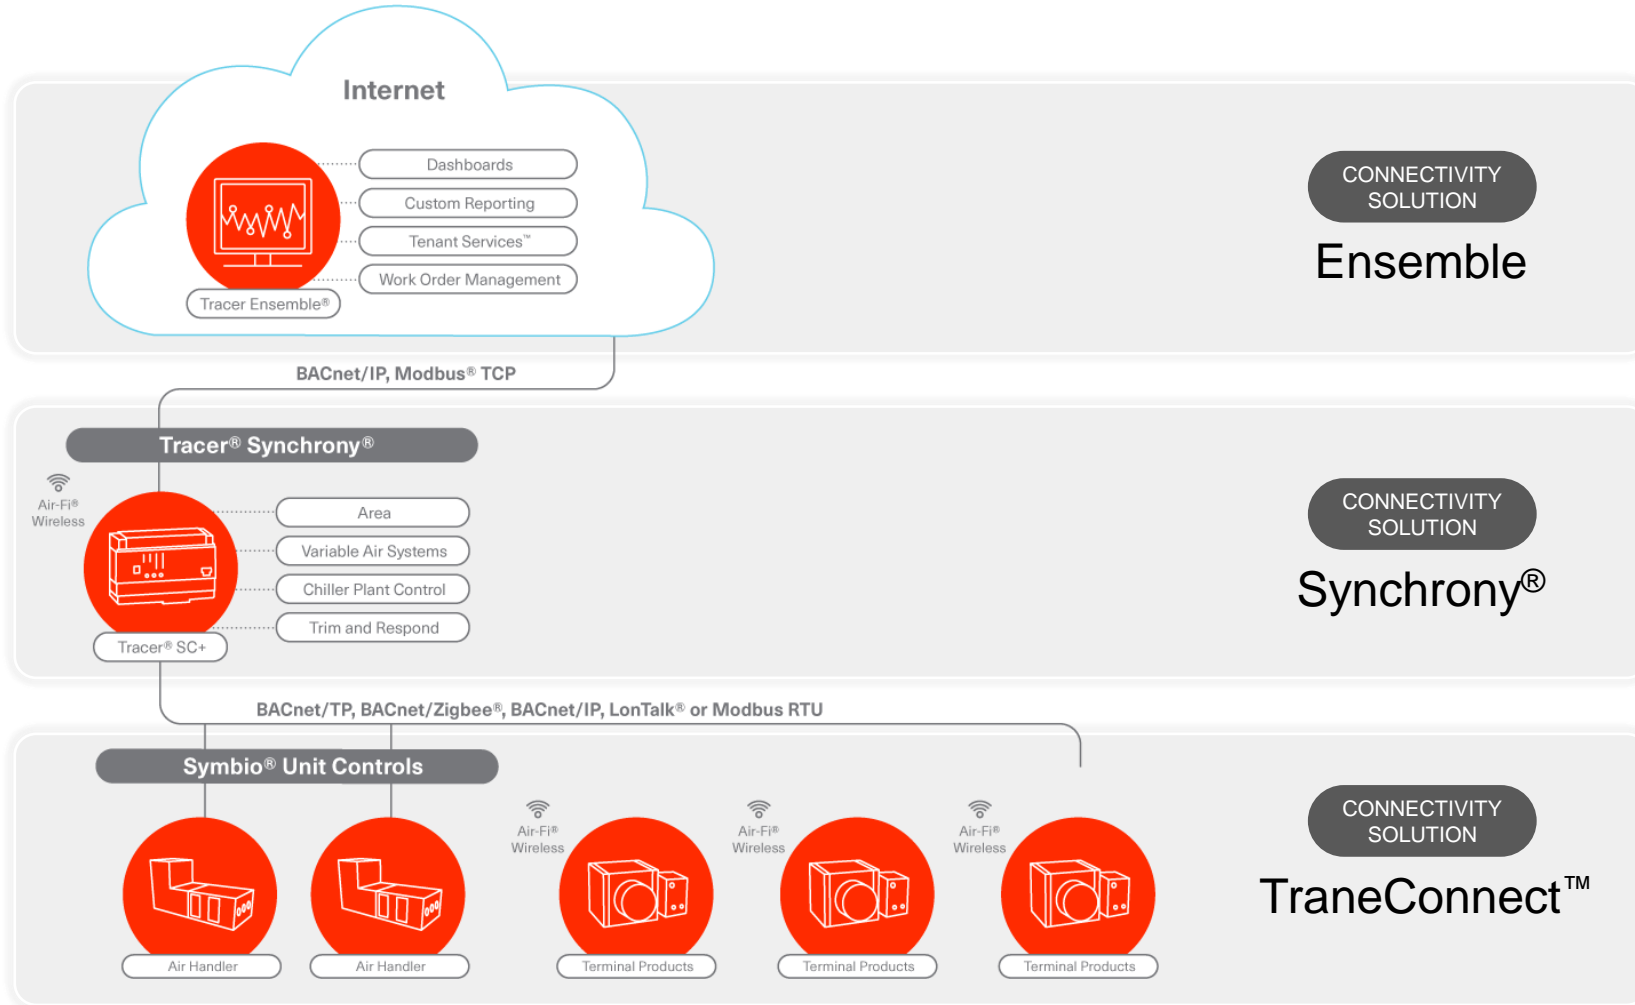 Internet
Dashboards
Custom Reporting
Tenant Services™
Work Order Management
Tracer Ensemble®
CONNECTIVITY
SOLUTION
Ensemble
BACnet/IP, Modbus® TCP
Tracer® Synchrony®
Air-Fi®
Wireless
Area
Variable Air Systems
Chiller Plant Control
Trim and Respond
Tracer® SC+
CONNECTIVITY
SOLUTION
Synchrony®
BACnet/TP, BACnet/Zigbee®, BACnet/IP, LonTalk® or Modbus RTU
Symbio® Unit Controls
Air-Fi®
Wireless
Air-Fi®
Wireless
Air-Fi®
Wireless
Air Handler
Air Handler
Terminal Products
Terminal Products
Terminal Products
CONNECTIVITY
SOLUTION
TraneConnect™